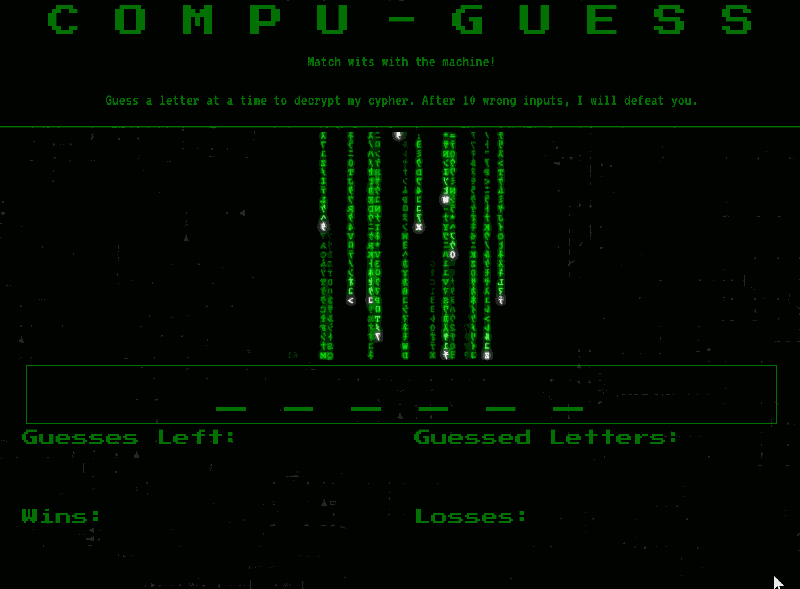 COMPU-GUESS
Match wits with the machine!
Guess a letter at a time to decrypt my cypher. After 10 wrong inputs, I will defeat you.
_ _ _ _ _ _
Guesses Left:
Guessed Letters:
Wins:
Losses: